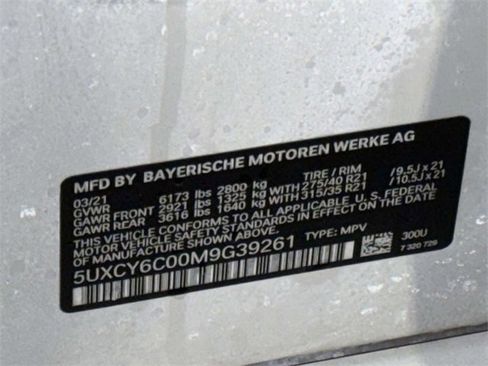 MFD BY BAYERISCHE MOTOREN WERKE AG
03/21 6173 lbs 2800 kg TIRE / RIM
GVWR
GAWR FRONT 2921 lbs 1325 kg WITH 275/40 R21 /9.5J x 21
GAWR REAR 3616 lbs 1640 kg WITH 315/35 R21 /10.5J x 21
THIS VEHICLE CONFORMS TO ALL APPLICABLE U.S. FEDERAL
MOTOR VEHICLE SAFETY STANDARDS IN EFFECT ON THE DATE
OF MANUFACTURE SHOWN ABOVE.
5UXCY6C00M9G39261 TYPE: MPV 300U
7 320 729